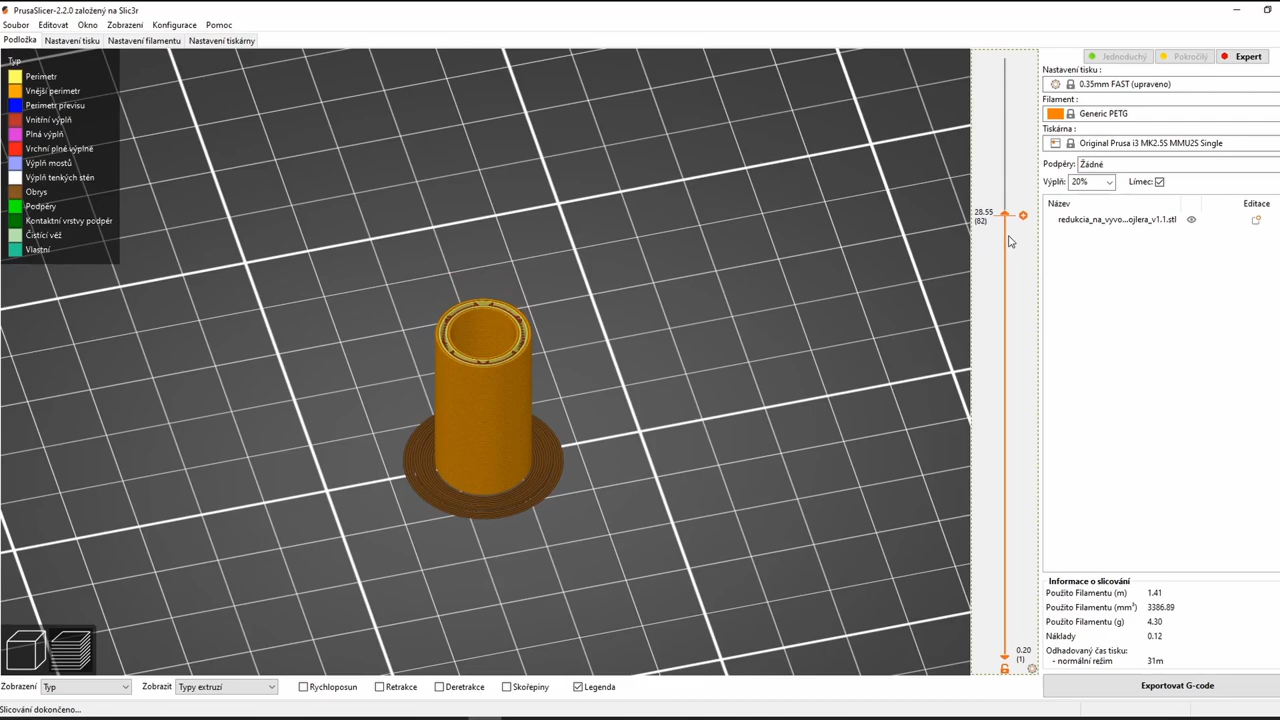 PrusaSlicer-2.2.0 založený na Slic3r
Soubor Editovat Okno Zobrazení Konfigurace Pomoc
Podložka Nastavení tisku Nastavení filamentu Nastavení tiskárny
Typ
Perimetr
Vnější perimetr
Perimetr převisu
Vnitřní výplň
Plná výplň
Vrchní plné výplně
Výplň mostů
Výplň tenkých stěn
Obrys
Podpěry
Kontaktní vrstvy podpěr
Čistící věž
Vlastní
28.55
(82)
0.20
(1)
Jednoduchý Pokročilý Expert
Nastavení tisku :
0.35mm FAST (upraveno)
Filament :
Generic PETG
Tiskárna :
Original Prusa i3 MK2.5S MMU2S Single
Podpěry: Žádné
Výplň: 20% Límec:
Název Editace
redukcia_na_vyvo...ojlera_v1.1.stl
Informace o slicování
Použito Filamentu (m) 1.41
Použito Filamentu (mm³) 3386.89
Použito Filamentu (g) 4.30
Náklady 0.12
Odhadovaný čas tisku:
- normální režim 31m
Zobrazení Typ Zobrazit Typy extruzí Rychloposun Retrakce Deretrakce Skořepiny Legenda
Exportovat G-code
Slicování dokončeno...